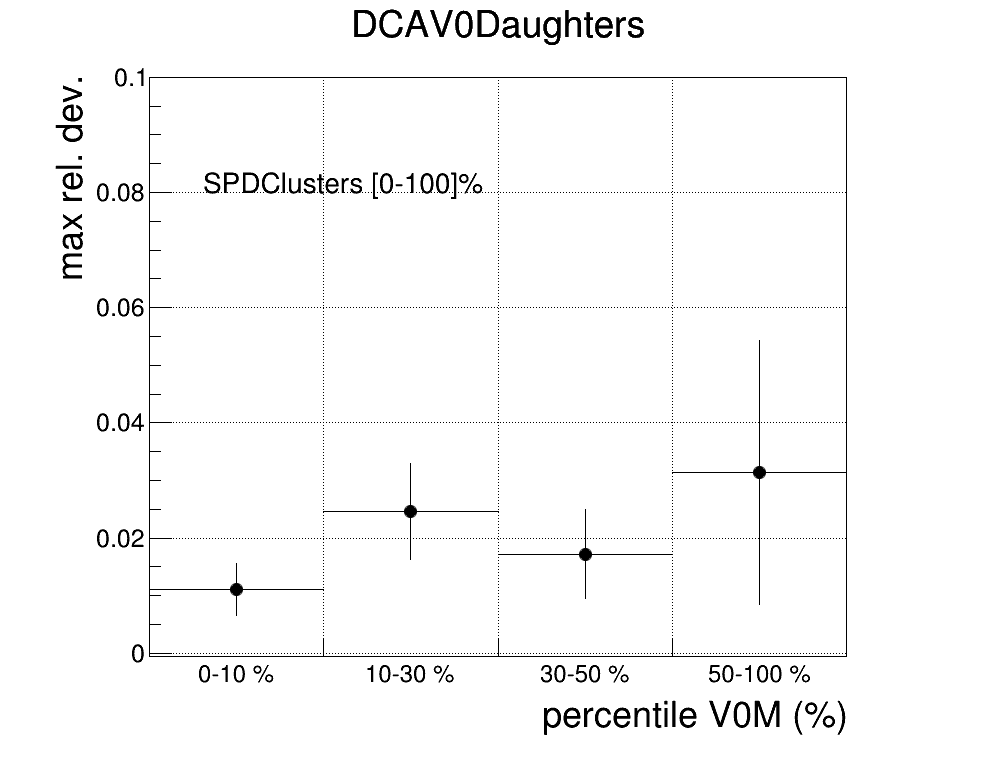 DCAV0Daughters
max rel. dev.
0.1
0.08
0.06
0.04
0.02
0
SPDClusters [0-100]%
0-10 %
10-30 %
30-50 %
50-100 %
percentile V0M (%)